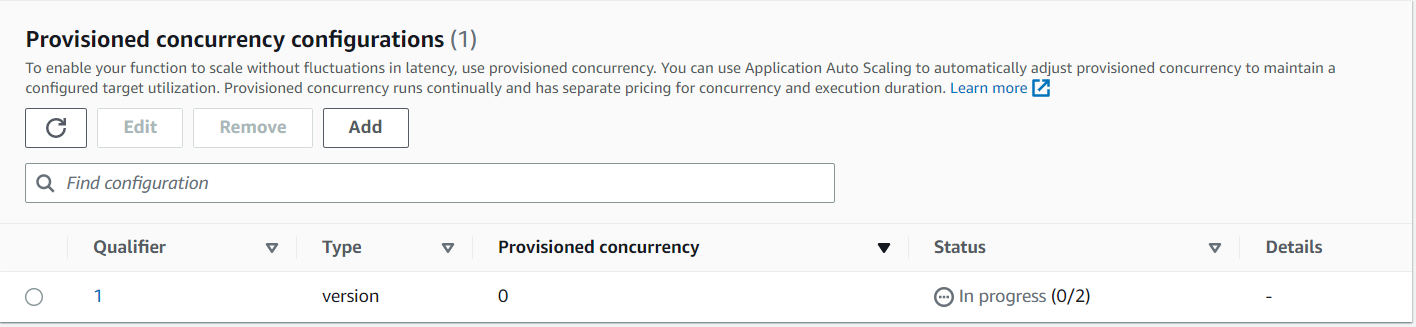 Provisioned concurrency configurations (1)
To enable your function to scale without fluctuations in latency, use provisioned concurrency. You can use Application Auto Scaling to automatically adjust provisioned concurrency to maintain a
configured target utilization. Provisioned concurrency runs continually and has separate pricing for concurrency and execution duration. Learn more
Edit Remove Add
Find configuration
Qualifier Type Provisioned concurrency Status Details
1 version 0 In progress (0/2) -